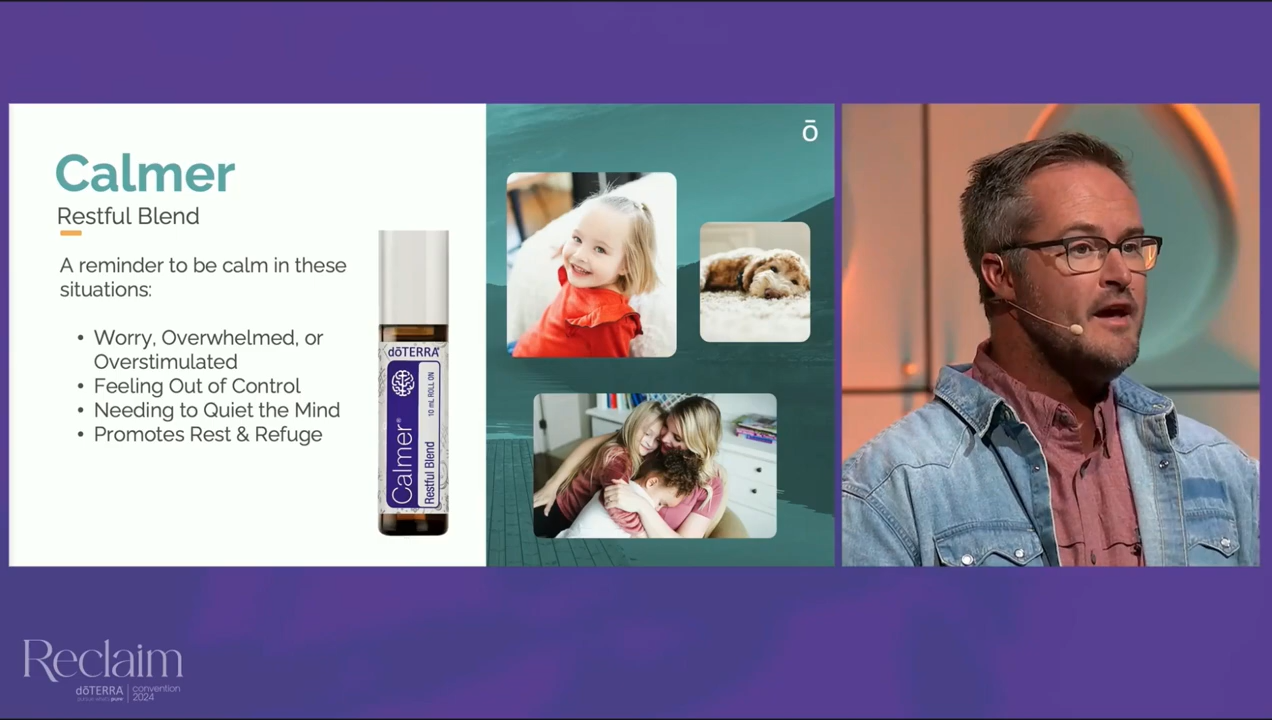 Calmer
Restful Blend
A reminder to be calm in these
situations:
• Worry, Overwhelmed, or
Overstimulated
• Feeling Out of Control
• Needing to Quiet the Mind
• Promotes Rest & Refuge
dōTERRA
Calmer®
Restful Blend
10 mL ROLL ON
ō
Reclaim
dōTERRA
convention
2024